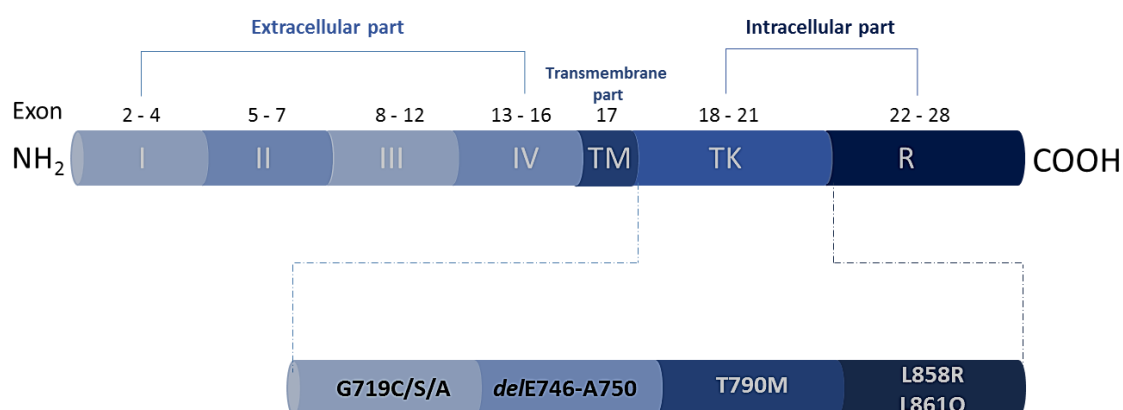 Extracellular part
Intracellular part
Transmembrane
part
Exon
2 - 4
5 - 7
8 - 12
13 - 16
17
18 - 21
22 - 28
NH2
I
II
III
IV
TM
TK
R
COOH
G719C/S/A
delE746-A750
T790M
L858R